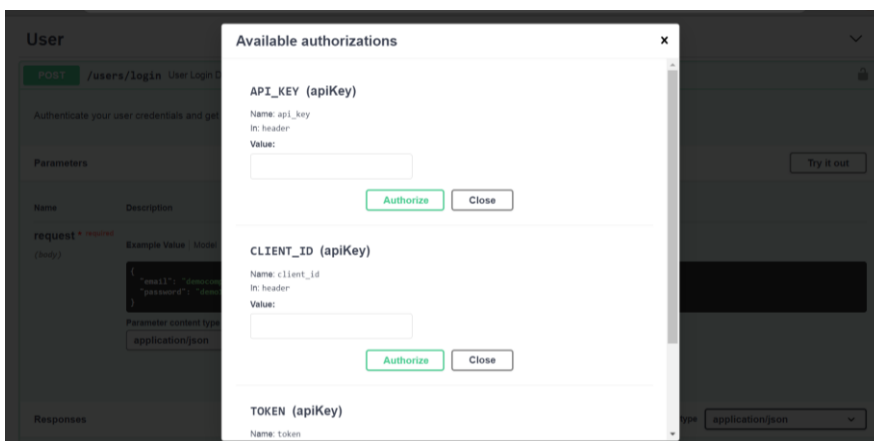 User
POST /users/login User Login D
Authenticate your user credentials and get
Parameters
Try it out
Name Description
request * required
(body)
Example Value | Model
{
"email": "democomp
"password": "demo
}
Parameter content type
application/json
Responses
type application/json
Available authorizations
x
API_KEY (apiKey)
Name: api_key
In: header
Value:
Authorize Close
CLIENT_ID (apiKey)
Name: client_id
In: header
Value:
Authorize Close
TOKEN (apiKey)
Name: token